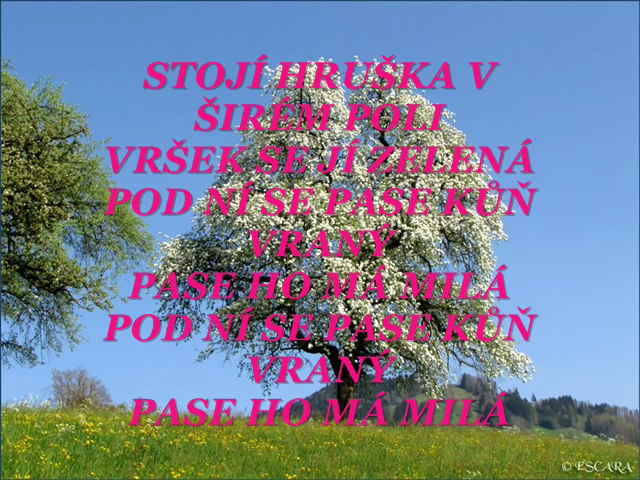 STOJÍ HRUŠKA V
ŠIRÉM POLI
VRŠEK SE JÍ ZELENÁ
POD NÍ SE PASE KŮŇ
VRANÝ
PASE HO MÁ MILÁ
POD NÍ SE PASE KŮŇ
VRANÝ
PASE HO MÁ MILÁ
© ESCARA